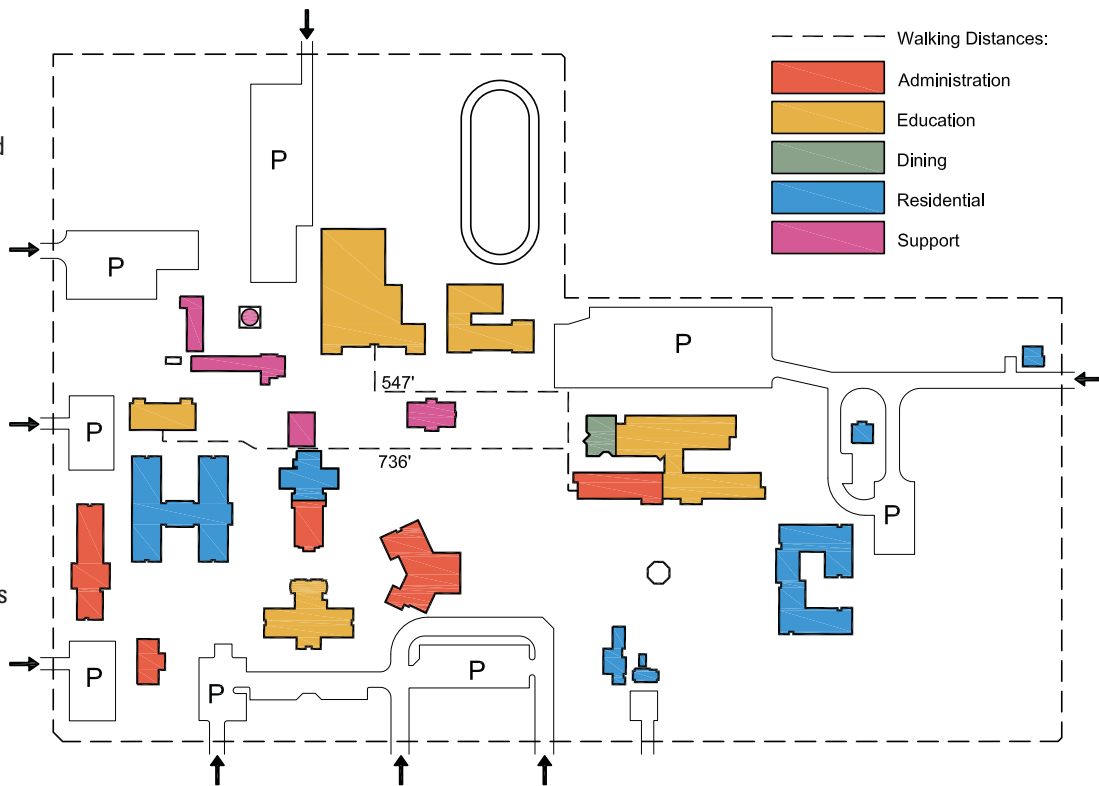 Walking Distances:
Administration
Education
Dining
Residential
Support
d
P
P
P
547'
P
736'
P
s
P
P
P